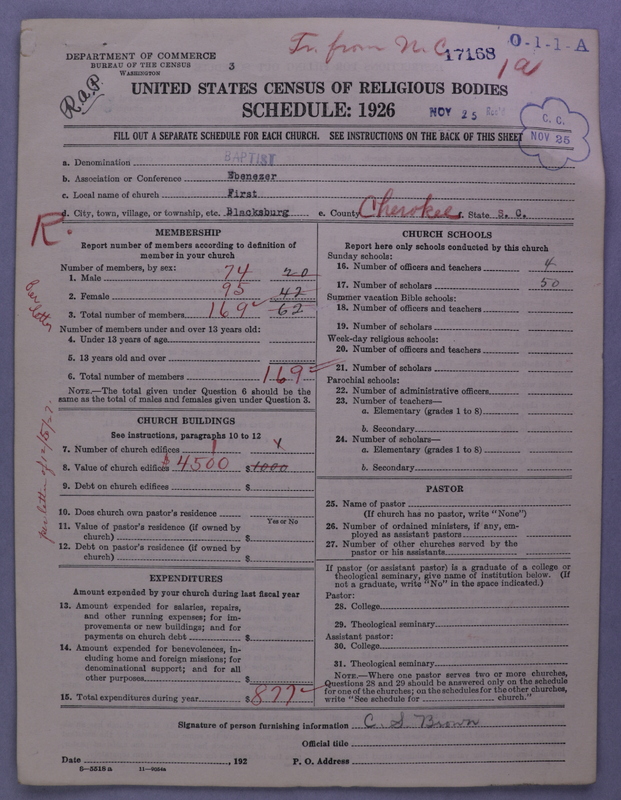 Tr. from N.C. 17168 O-1-1-A
DEPARTMENT OF COMMERCE
BUREAU OF THE CENSUS
WASHINGTON
3
1a
R a P
UNITED STATES CENSUS OF RELIGIOUS BODIES
SCHEDULE: 1926
NOV 25 Rec'd
C. C.
NOV 25
FILL OUT A SEPARATE SCHEDULE FOR EACH CHURCH. SEE INSTRUCTIONS ON THE BACK OF THIS SHEET
a. Denomination BAPTIST
b. Association or Conference Ebenezer
c. Local name of church First
d. City, town, village, or township, etc. Blacksburg e. County Cherokee f. State S. C.
R.
MEMBERSHIP
Report number of members according to definition of
member in your church
Number of members, by sex:
1. Male 74 20
2. Female 95 42
3. Total number of members 169 62
Number of members under and over 13 years old:
4. Under 13 years of age
5. 13 years old and over
6. Total number of members 169
NOTE.—The total given under Question 6 should be the
same as the total of males and females given under Question 3.
per letter
CHURCH BUILDINGS
See instructions, paragraphs 10 to 12
7. Number of church edifices 1
8. Value of church edifices $4500 $1000
9. Debt on church edifices $
per letter of 12/5/27.
10. Does church own pastor's residence
Yes or No
11. Value of pastor's residence (if owned by
church) $
12. Debt on pastor's residence (if owned by
church) $
EXPENDITURES
Amount expended by your church during last fiscal year
13. Amount expended for salaries, repairs,
and other running expenses; for im-
provements or new buildings; and for
payments on church debt $
14. Amount expended for benevolences, in-
cluding home and foreign missions; for
denominational support; and for all
other purposes $
15. Total expenditures during year $877
CHURCH SCHOOLS
Report here only schools conducted by this church
Sunday schools:
16. Number of officers and teachers 4
17. Number of scholars 50
Summer vacation Bible schools:
18. Number of officers and teachers
19. Number of scholars
Week-day religious schools:
20. Number of officers and teachers
21. Number of scholars
Parochial schools:
22. Number of administrative officers
23. Number of teachers—
a. Elementary (grades 1 to 8)
b. Secondary
24. Number of scholars—
a. Elementary (grades 1 to 8)
b. Secondary
PASTOR
25. Name of pastor
(If church has no pastor, write "None")
26. Number of ordained ministers, if any, em-
ployed as assistant pastors
27. Number of other churches served by the
pastor or his assistants
If pastor (or assistant pastor) is a graduate of a college or
theological seminary, give name of institution below. (If
not a graduate, write "No" in the space indicated.)
Pastor:
28. College
29. Theological seminary
Assistant pastor:
30. College
31. Theological seminary
NOTE.—Where one pastor serves two or more churches,
Questions 28 and 29 should be answered only on the schedule
for one of the churches; on the schedules for the other churches,
write "See schedule for church."
Signature of person furnishing information C. S. Brown
Official title
Date , 192 P. O. Address
8—5518 a 11—9054a